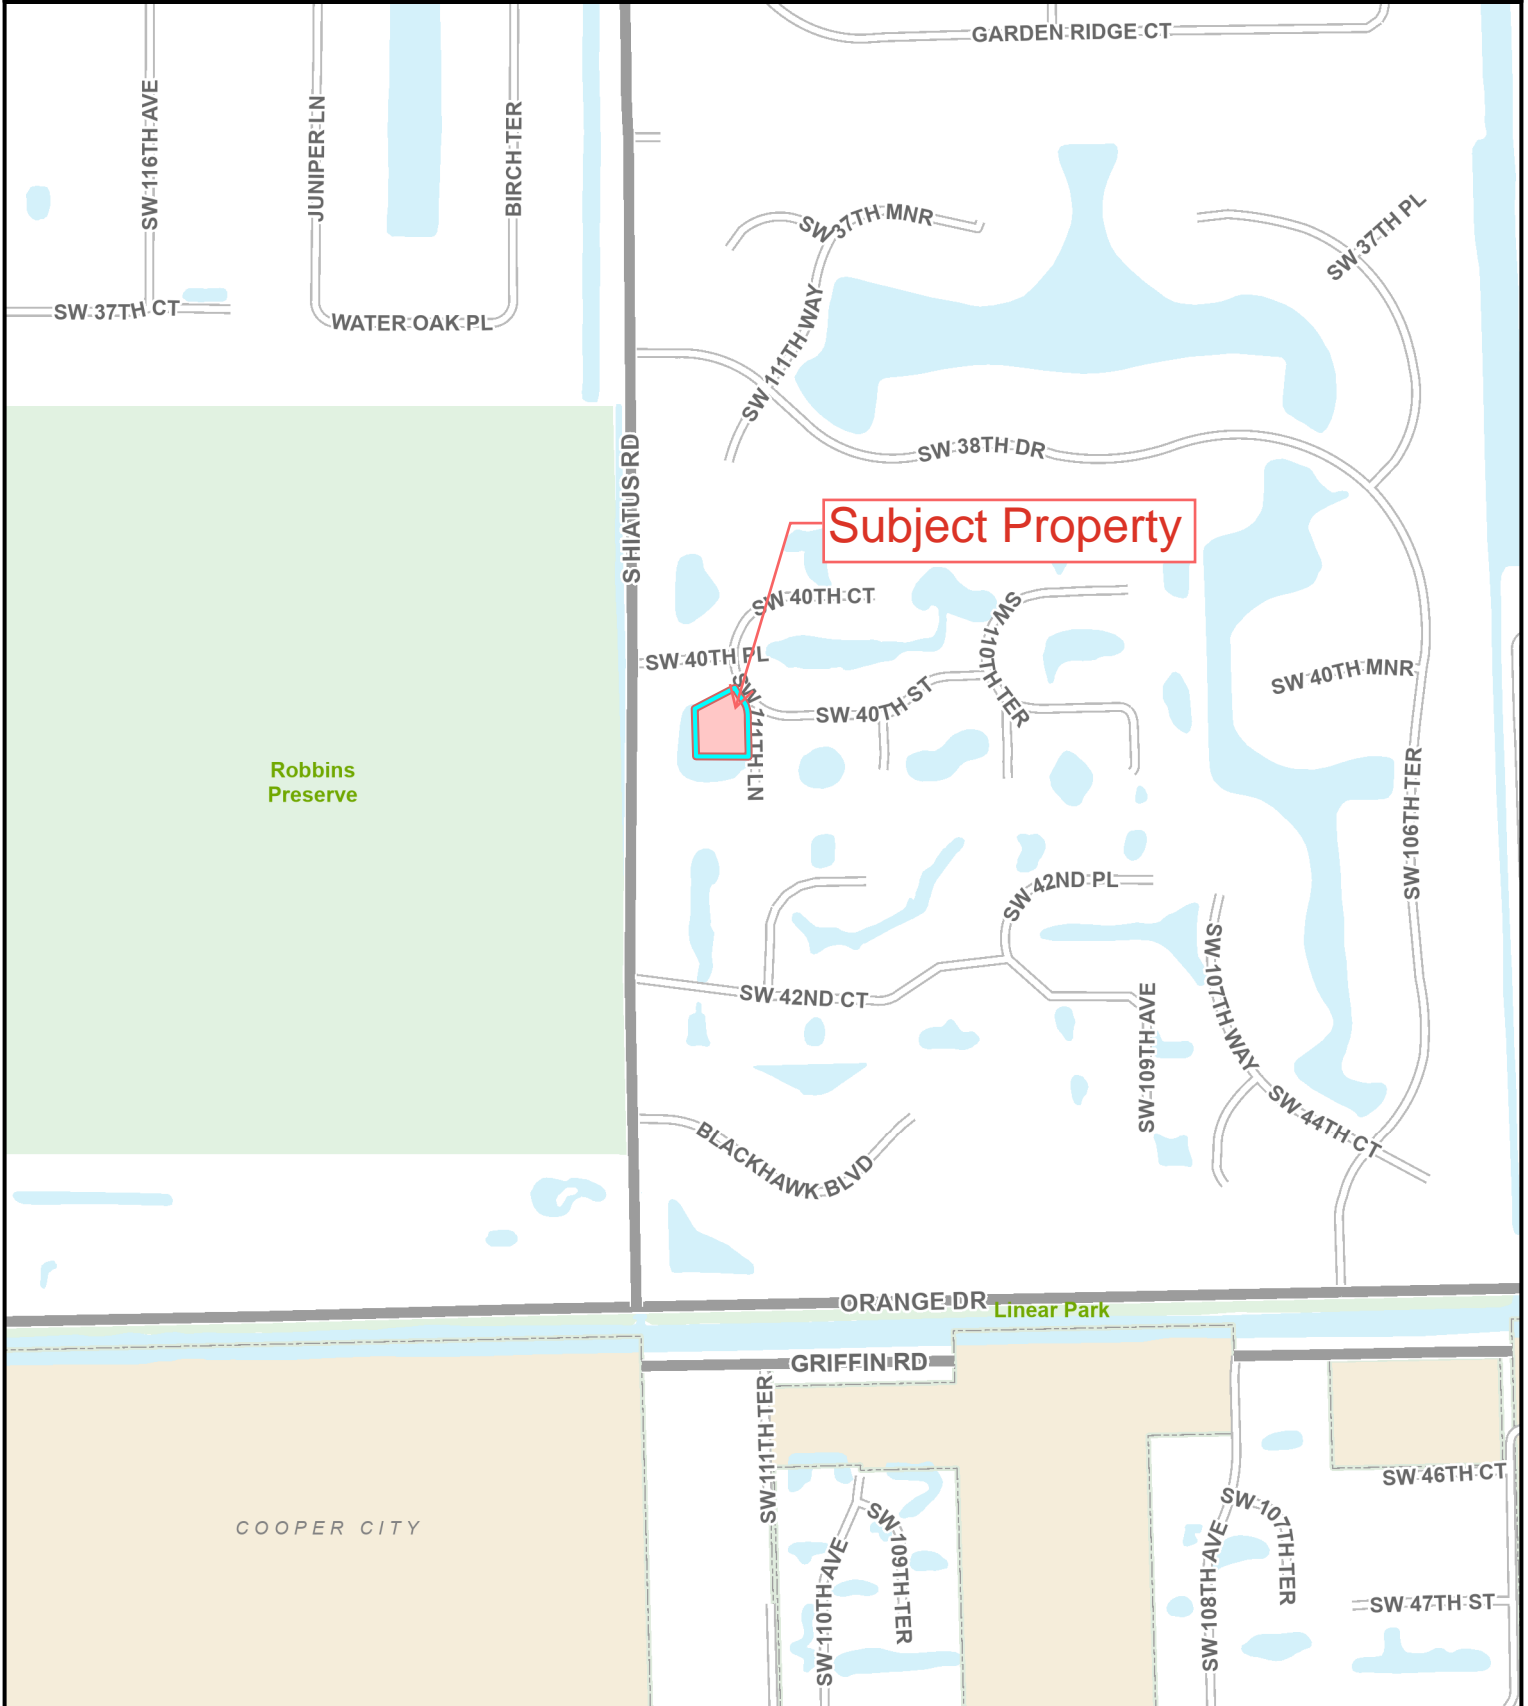 GARDEN RIDGE CT
SW 116TH AVE
JUNIPER LN
BIRCH TER
SW 37TH MNR
SW 37TH PL
SW 37TH CT
WATER OAK PL
SW 111TH WAY
SW 38TH DR
S HIATUS RD
Subject Property
SW 40TH CT
SW 110TH TER
SW 40TH PL
SW 40TH MNR
SW 111TH LN
SW 40TH ST
Robbins
Preserve
SW 106TH TER
SW 42ND PL
SW 107TH WAY
SW 42ND CT
SW 109TH AVE
SW 44TH CT
BLACKHAWK BLVD
ORANGE DR
Linear Park
GRIFFIN RD
SW 111TH TER
SW 46TH CT
COOPER CITY
SW 109TH TER
SW 107TH TER
SW 110TH AVE
SW 108TH AVE
SW 47TH ST